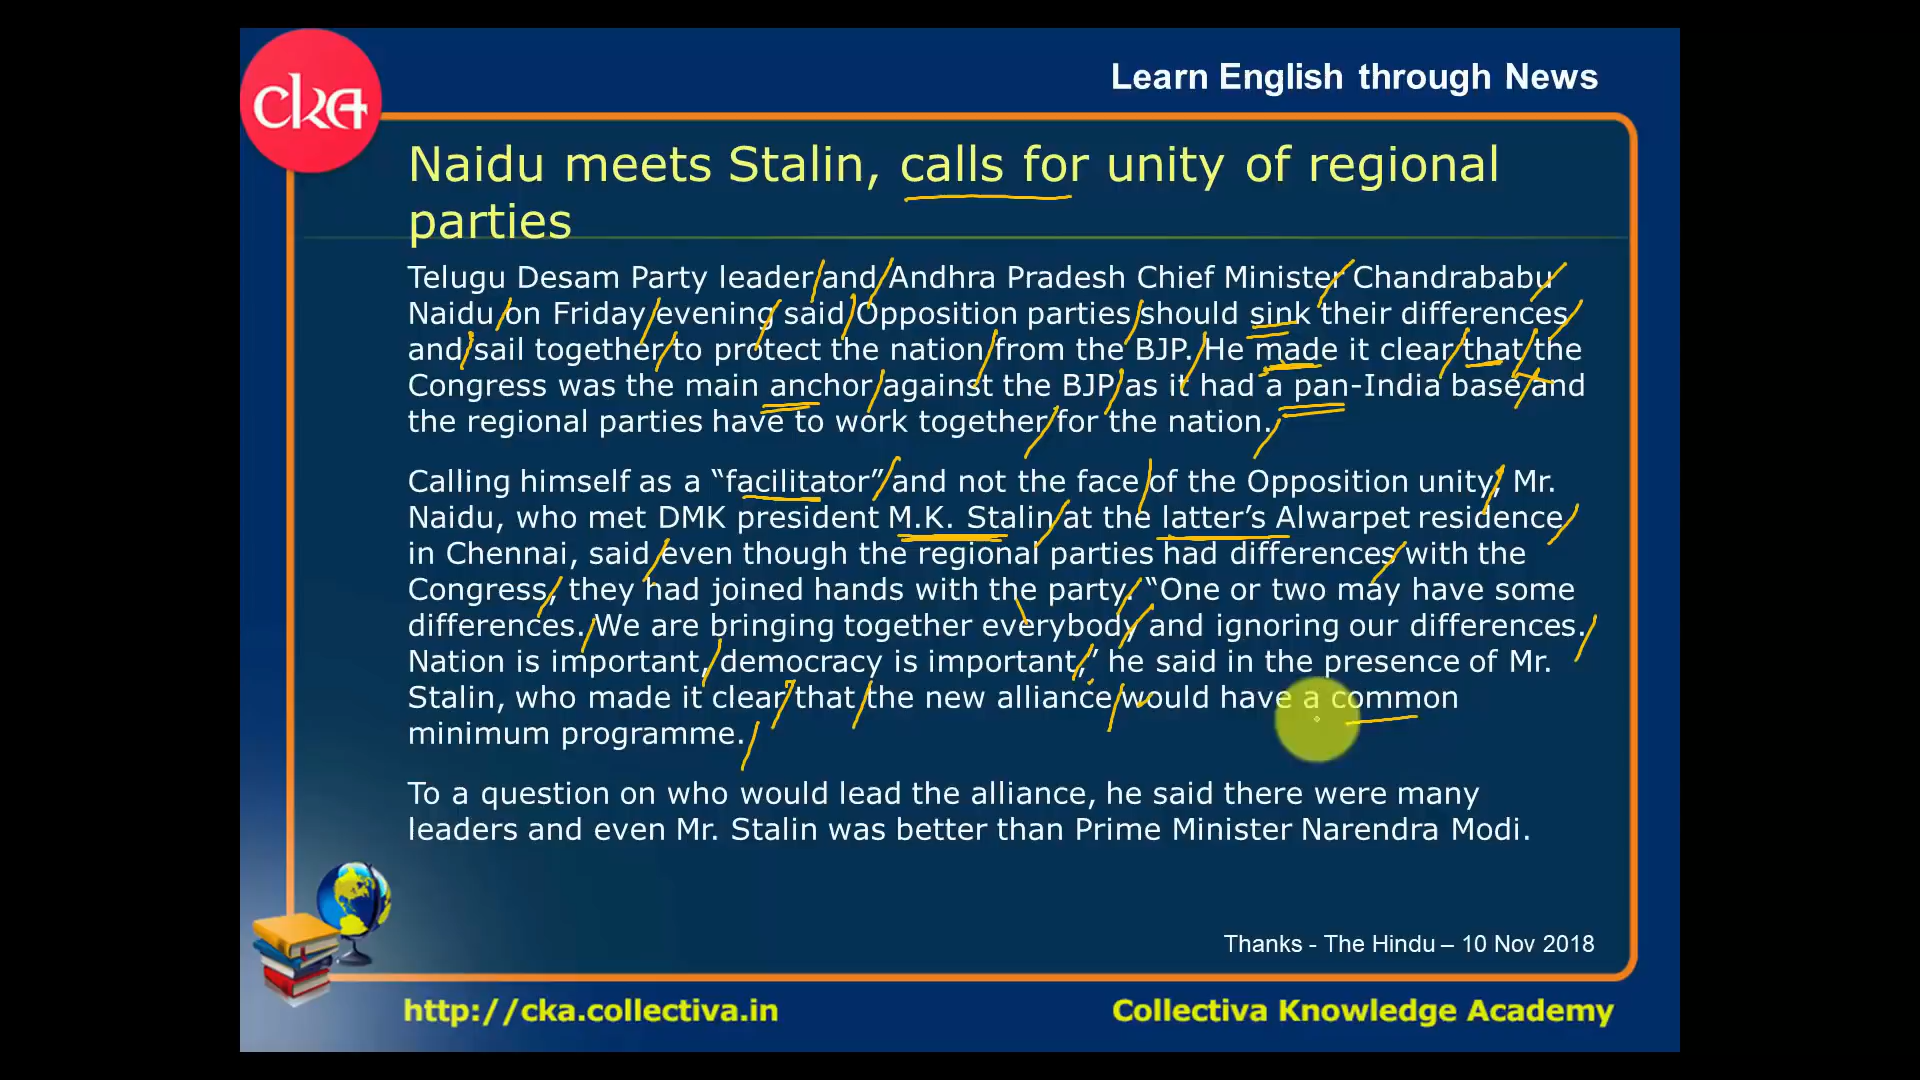 cka
Learn English through News
Naidu meets Stalin, calls for unity of regional
parties
Telugu Desam Party leader and Andhra Pradesh Chief Minister Chandrababu
Naidu on Friday evening said Opposition parties should sink their differences
and sail together to protect the nation from the BJP. He made it clear that the
Congress was the main anchor against the BJP as it had a pan-India base and
the regional parties have to work together for the nation.
Calling himself as a “facilitator” and not the face of the Opposition unity, Mr.
Naidu, who met DMK president M.K. Stalin at the latter’s Alwarpet residence
in Chennai, said even though the regional parties had differences with the
Congress, they had joined hands with the party. “One or two may have some
differences. We are bringing together everybody and ignoring our differences.
Nation is important, democracy is important,’ he said in the presence of Mr.
Stalin, who made it clear that the new alliance would have a common
minimum programme.
To a question on who would lead the alliance, he said there were many
leaders and even Mr. Stalin was better than Prime Minister Narendra Modi.
Thanks - The Hindu – 10 Nov 2018
http://cka.collectiva.in
Collectiva Knowledge Academy